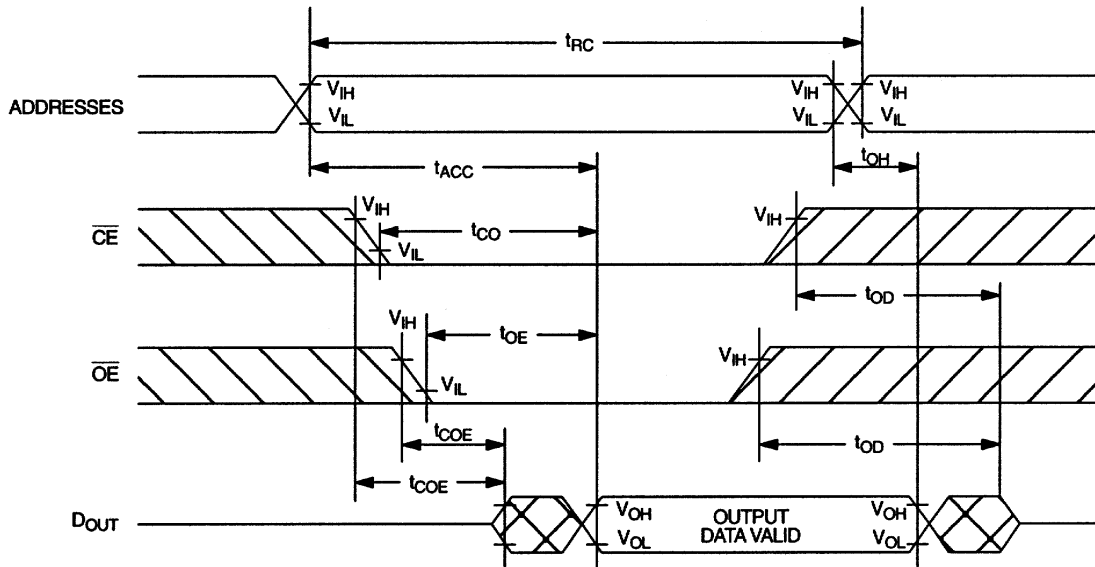 tRC
ADDRESSES
VIH
VIL
VIH
VIL
VIH
VIL
tACC
tOH
CE
VIH
tCO
VIL
VIH
tOD
OE
VIH
tOE
VIL
VIH
tCOE
tOD
tCOE
DOUT
VOH
VOL
OUTPUT
DATA VALID
VOH
VOL